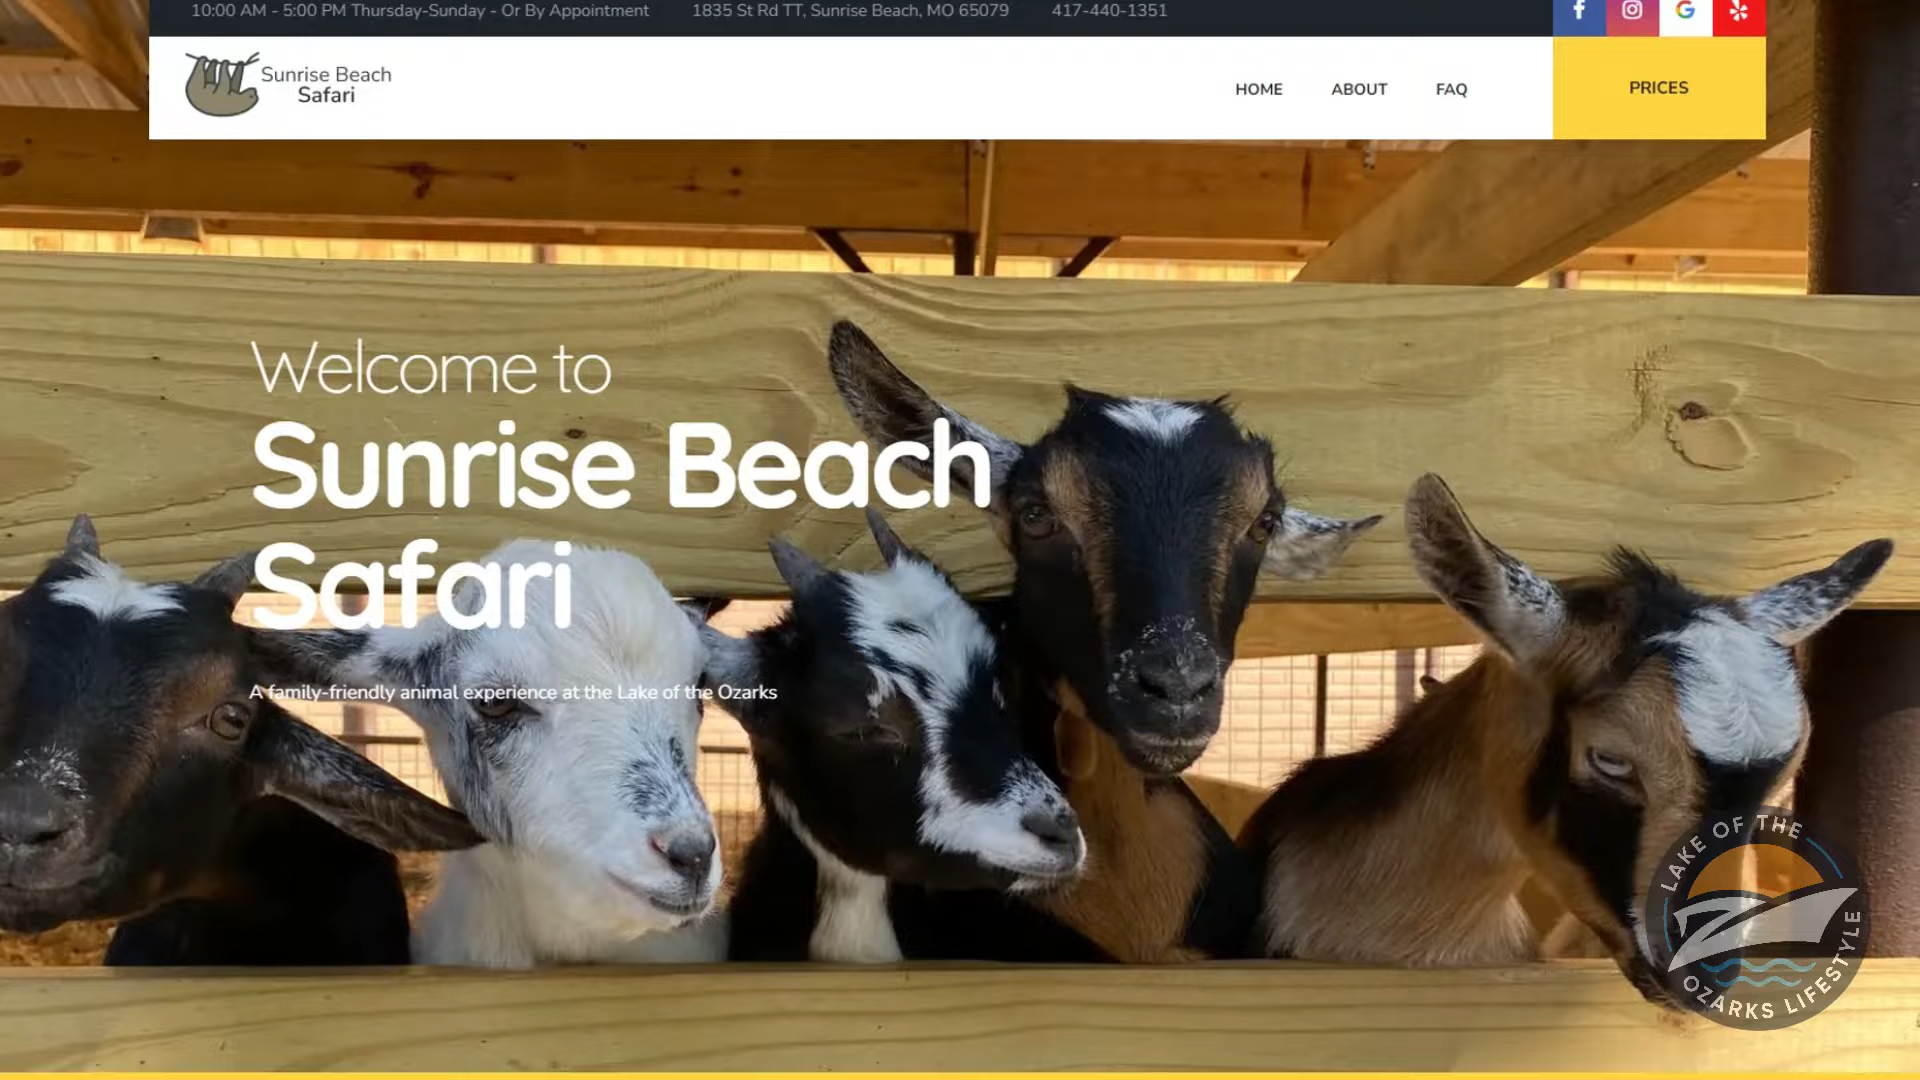 10:00 AM - 5:00 PM Thursday-Sunday - Or By Appointment
1835 St Rd TT, Sunrise Beach, MO 65079
417-440-1351
Sunrise Beach
Safari
HOME
ABOUT
FAQ
PRICES
Welcome to
Sunrise Beach
Safari
A family-friendly animal experience at the Lake of the Ozarks
LAKE OF THE
OZARKS LIFESTYLE